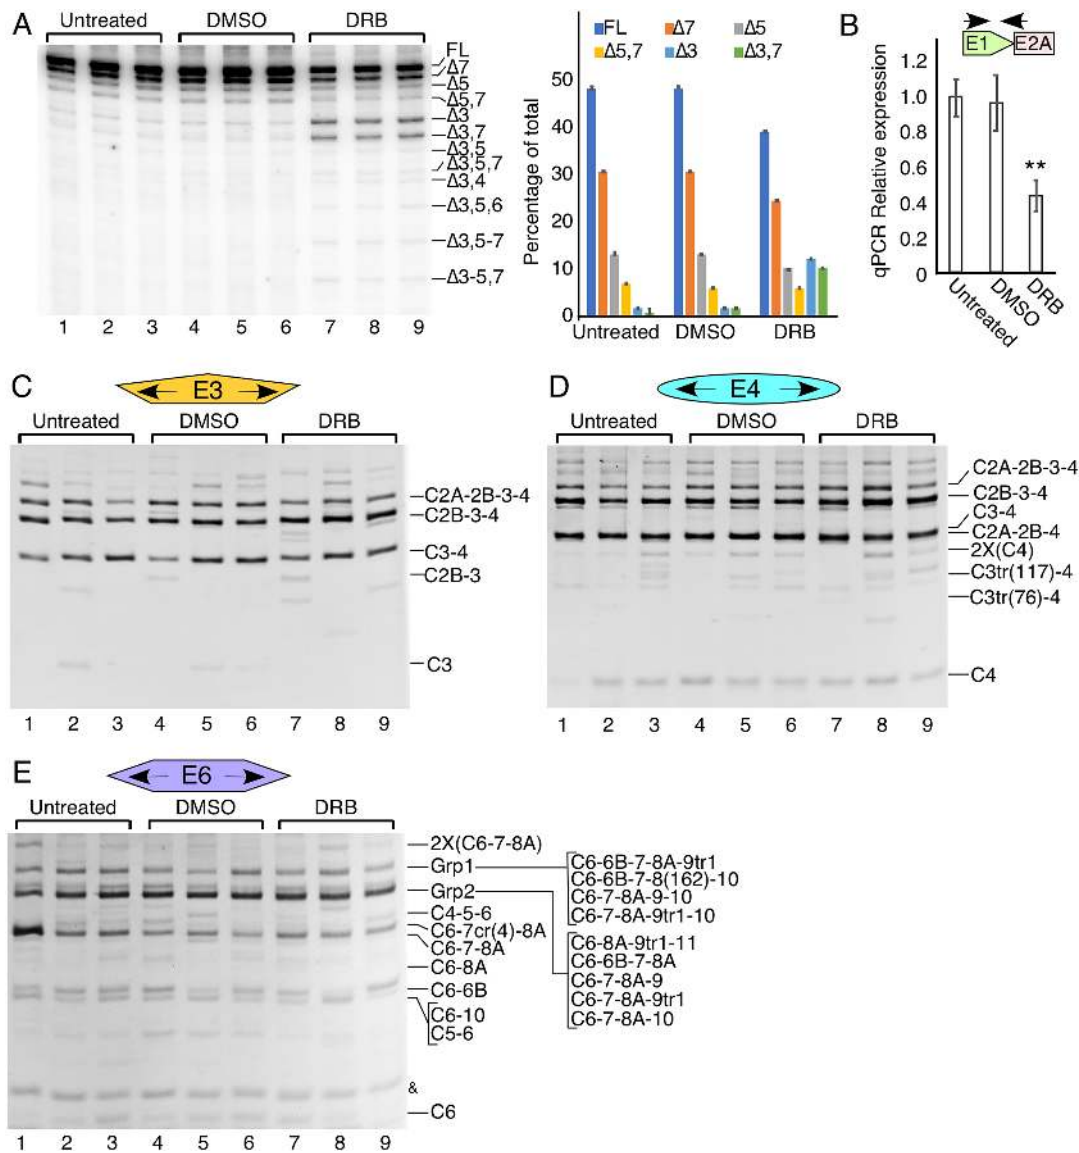 A
Untreated DMSO DRB
FL
Δ7
Δ5
Δ5,7
Δ3
Δ3,7
Δ3,5
Δ3,5,7
Δ3,4
Δ3,5,6
Δ3,5-7
Δ3-5,7
1 2 3 4 5 6 7 8 9
FL Δ7 Δ5
Δ5,7 Δ3 Δ3,7
Percentage of total
50
40
30
20
10
0
Untreated DMSO DRB
B
E1 E2A
qPCR Relative expression
1.2
1.0
0.8
0.6
0.4
0.2
0
**
Untreated
DMSO
DRB
C
E3
Untreated DMSO DRB
C2A-2B-3-4
C2B-3-4
C3-4
C2B-3
C3
1 2 3 4 5 6 7 8 9
D
E4
Untreated DMSO DRB
C2A-2B-3-4
C2B-3-4
C3-4
C2A-2B-4
2X(C4)
C3tr(117)-4
C3tr(76)-4
C4
1 2 3 4 5 6 7 8 9
E
E6
Untreated DMSO DRB
2X(C6-7-8A)
Grp1
Grp2
C4-5-6
C6-7cr(4)-8A
C6-7-8A
C6-8A
C6-6B
C6-10
C5-6
&
C6
C6-6B-7-8A-9tr1
C6-6B-7-8(162)-10
C6-7-8A-9-10
C6-7-8A-9tr1-10
C6-8A-9tr1-11
C6-6B-7-8A
C6-7-8A-9
C6-7-8A-9tr1
C6-7-8A-10
1 2 3 4 5 6 7 8 9